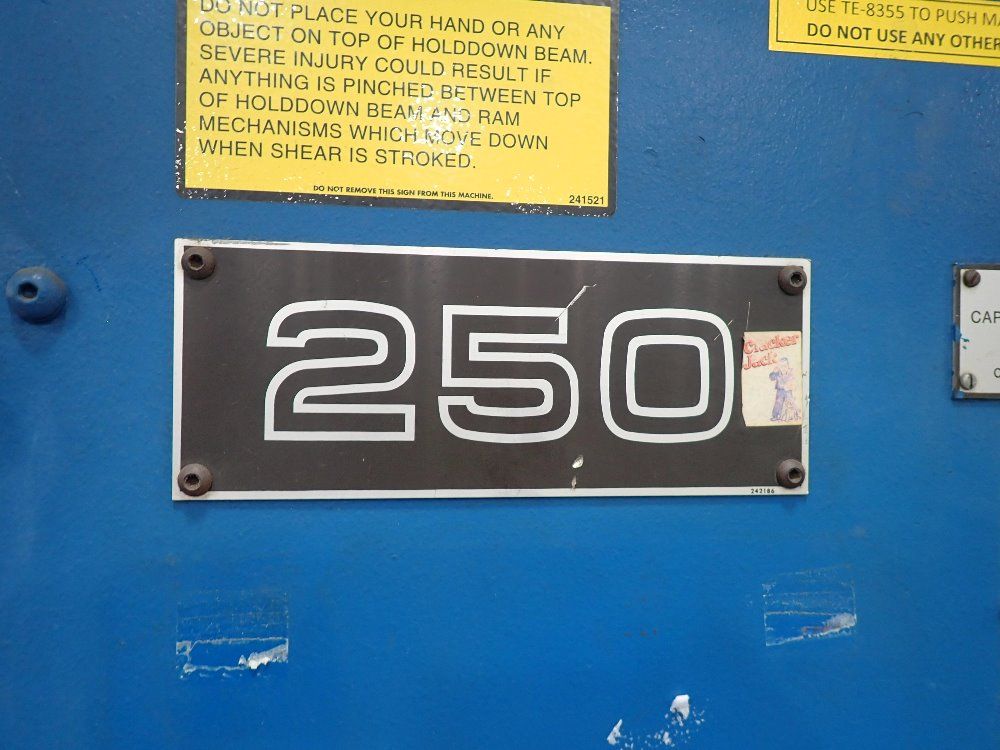 DO NOT PLACE YOUR HAND OR ANY
OBJECT ON TOP OF HOLDDOWN BEAM.
SEVERE INJURY COULD RESULT IF
ANYTHING IS PINCHED BETWEEN TOP
OF HOLDDOWN BEAM AND RAM
MECHANISMS WHICH MOVE DOWN
WHEN SHEAR IS STROKED.
DO NOT REMOVE THIS SIGN FROM THIS MACHINE.
241521
USE TE-8355 TO PUSH MA
DO NOT USE ANY OTHER
250
Cracker
Jack
242186
CAP